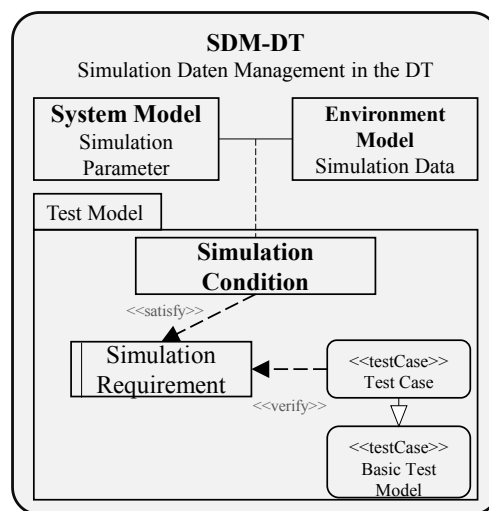 SDM-DT
Simulation Daten Management in the DT
System Model
Simulation
Parameter
Environment
Model
Simulation Data
Test Model
Simulation
Condition
<<satisfy>>
Simulation
Requirement
<<verify>>
<<testCase>>
Test Case
<<testCase>>
Basic Test
Model